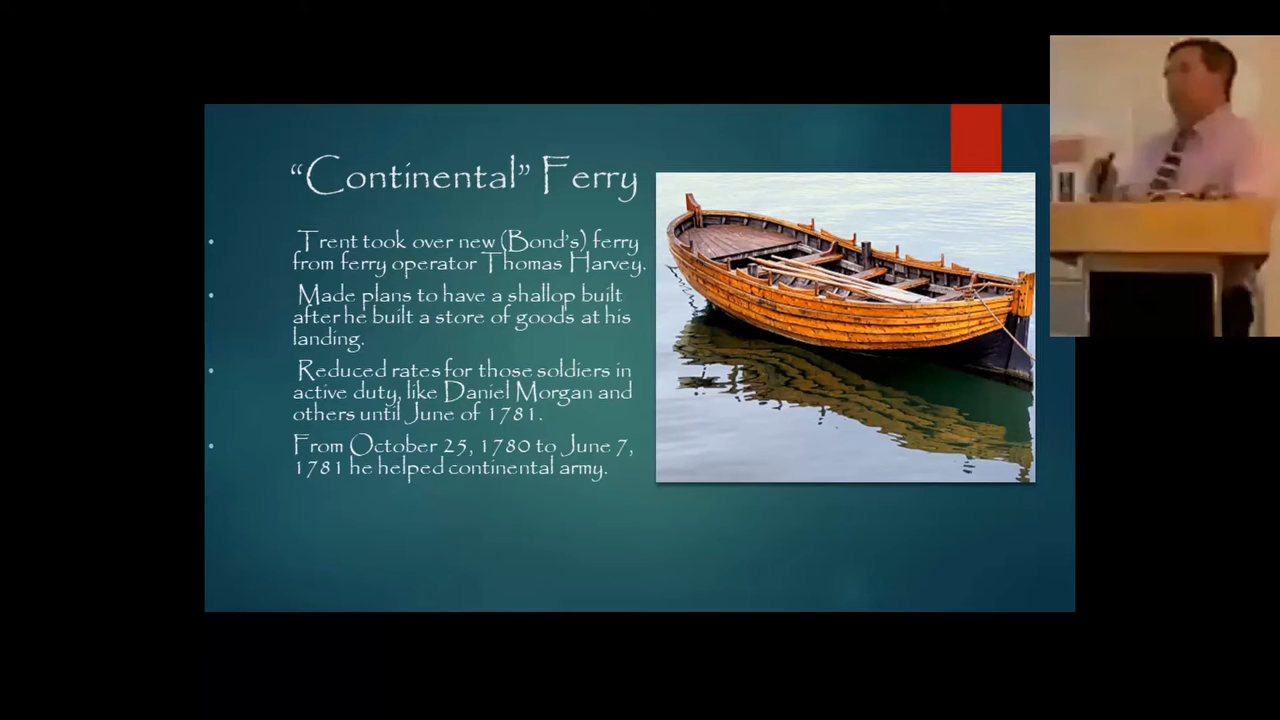 “Continental” Ferry
• Trent took over new (Bond’s) ferry
from ferry operator Thomas Harvey.
• Made plans to have a shallop built
after he built a store of goods at his
landing.
• Reduced rates for those soldiers in
active duty, like Daniel Morgan and
others until June of 1781.
• From October 25, 1780 to June 7,
1781 he helped continental army.